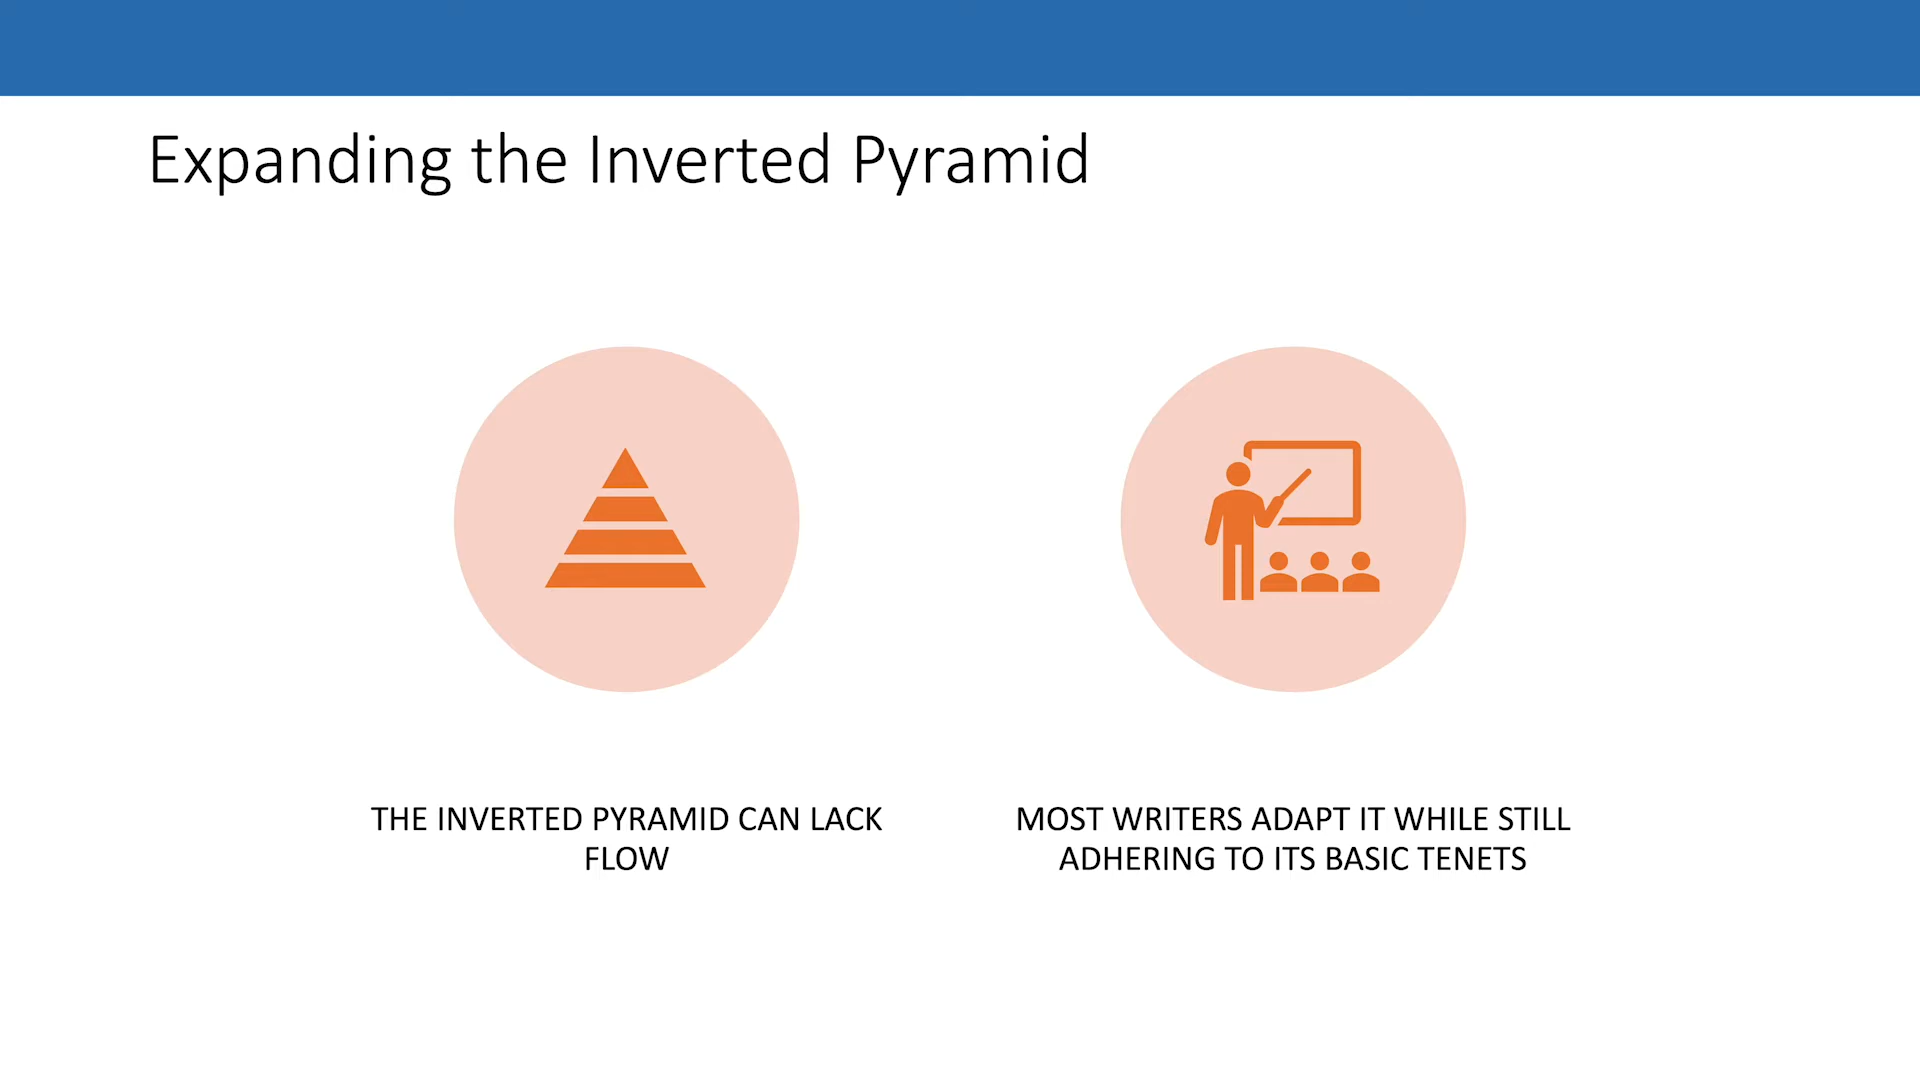 Expanding the Inverted Pyramid
THE INVERTED PYRAMID CAN LACK
FLOW
MOST WRITERS ADAPT IT WHILE STILL
ADHERING TO ITS BASIC TENETS